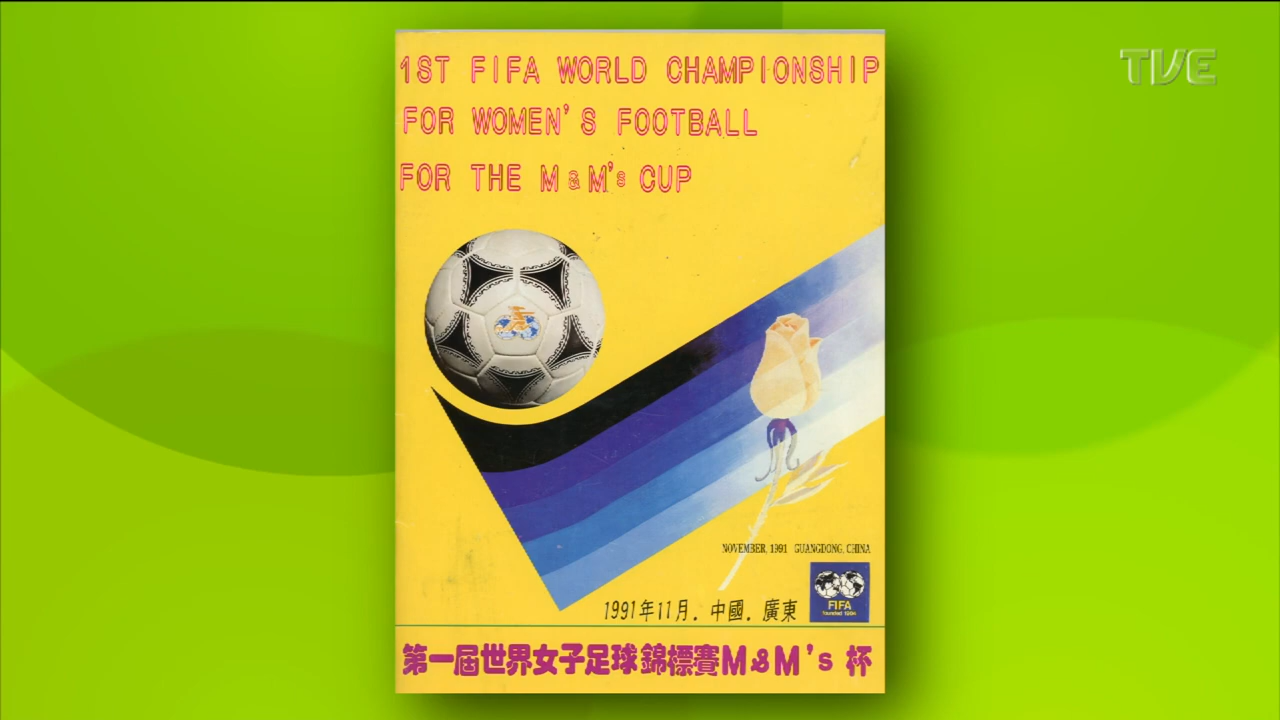 TVE
1ST FIFA WORLD CHAMPIONSHIP
FOR WOMEN'S FOOTBALL
FOR THE M&M's CUP
NOVEMBER, 1991 GUANGDONG, CHINA
FIFA
founded 1904
1991年11月. 中國. 廣東
第一屆世界女子足球錦標賽M&M's 杯